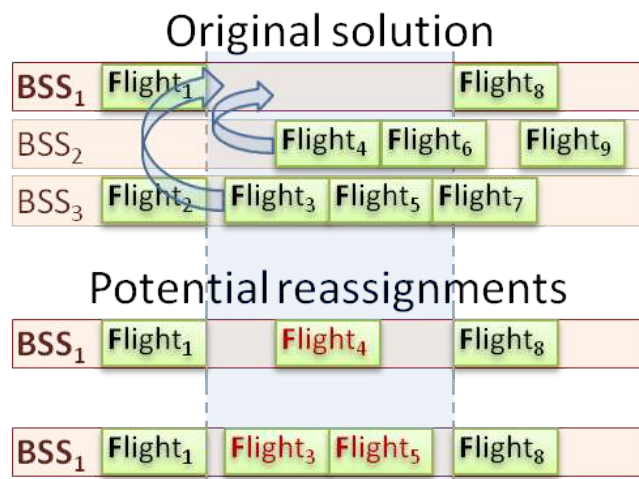 Original solution
BSS₁ Flight₁ Flight₈
BSS₂ Flight₄ Flight₆ Flight₉
BSS₃ Flight₂ Flight₃ Flight₅ Flight₇
Potential reassignments
BSS₁ Flight₁ Flight₄ Flight₈
BSS₁ Flight₁ Flight₃ Flight₅ Flight₈